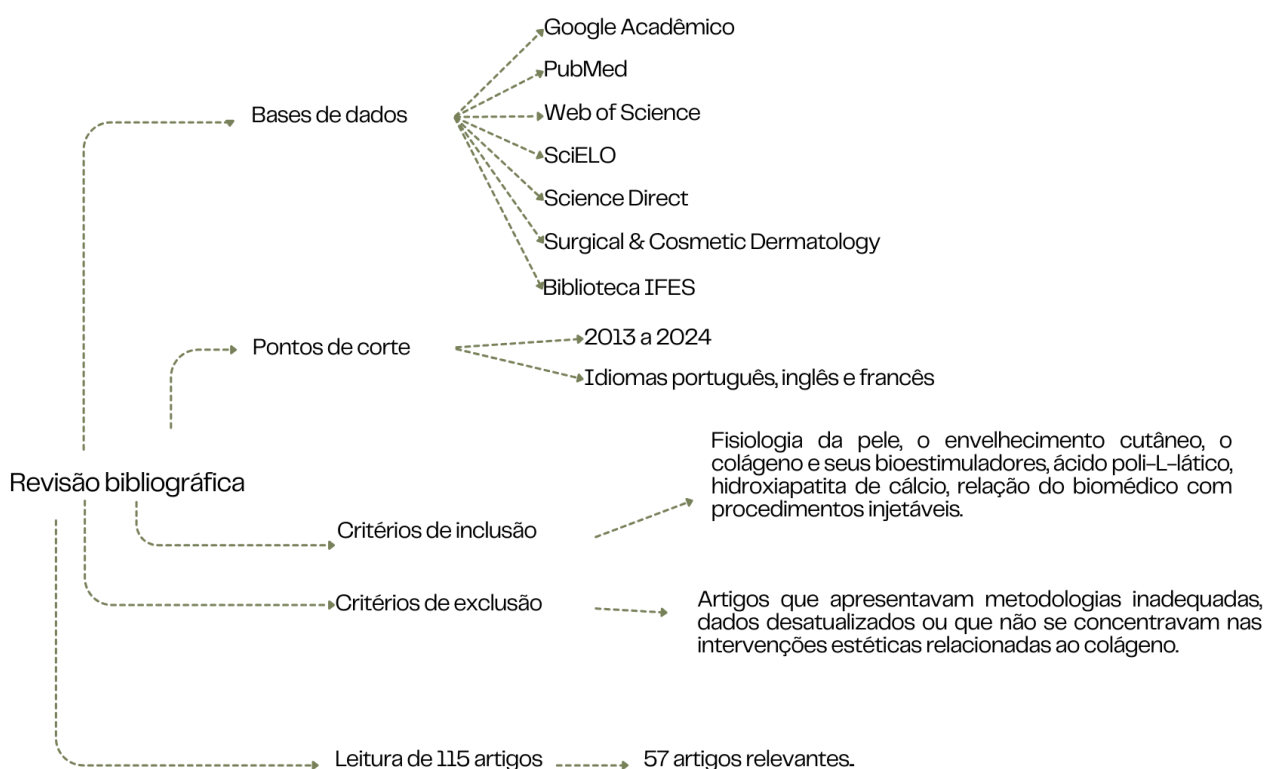 Google Acadêmico
PubMed
Bases de dados
Web of Science
SciELO
Science Direct
Surgical & Cosmetic Dermatology
Biblioteca IFES
Pontos de corte
2013 a 2024
Idiomas português, inglês e francês
Revisão bibliográfica
Critérios de inclusão
Fisiologia da pele, o envelhecimento cutâneo, o
colágeno e seus bioestimuladores, ácido poli-L-lático,
hidroxiapatita de cálcio, relação do biomédico com
procedimentos injetáveis.
Critérios de exclusão
Artigos que apresentavam metodologias inadequadas,
dados desatualizados ou que não se concentravam nas
intervenções estéticas relacionadas ao colágeno.
Leitura de 115 artigos
57 artigos relevantes..